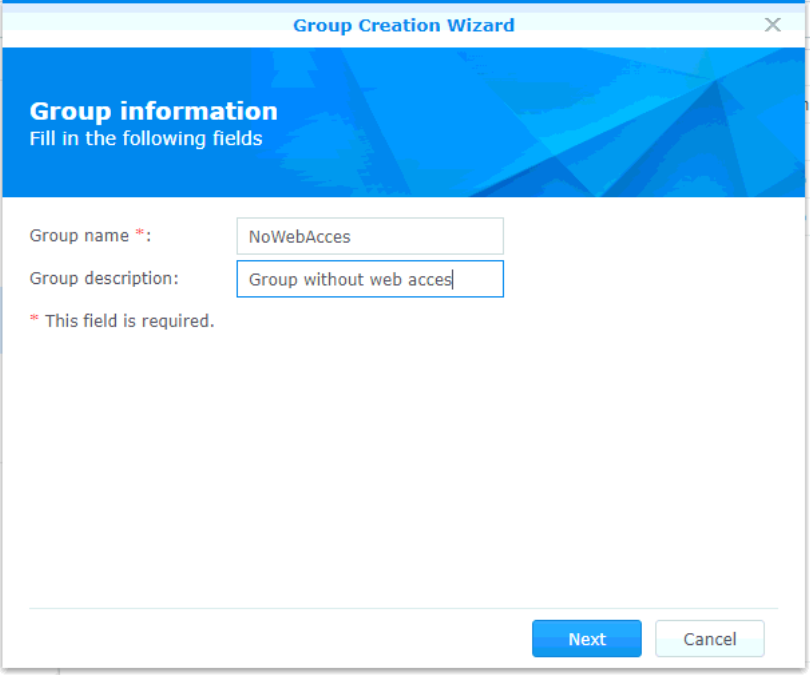 Group Creation Wizard
Group information
Fill in the following fields
Group name *: NoWebAcces
Group description: Group without web acces
* This field is required.
Next Cancel